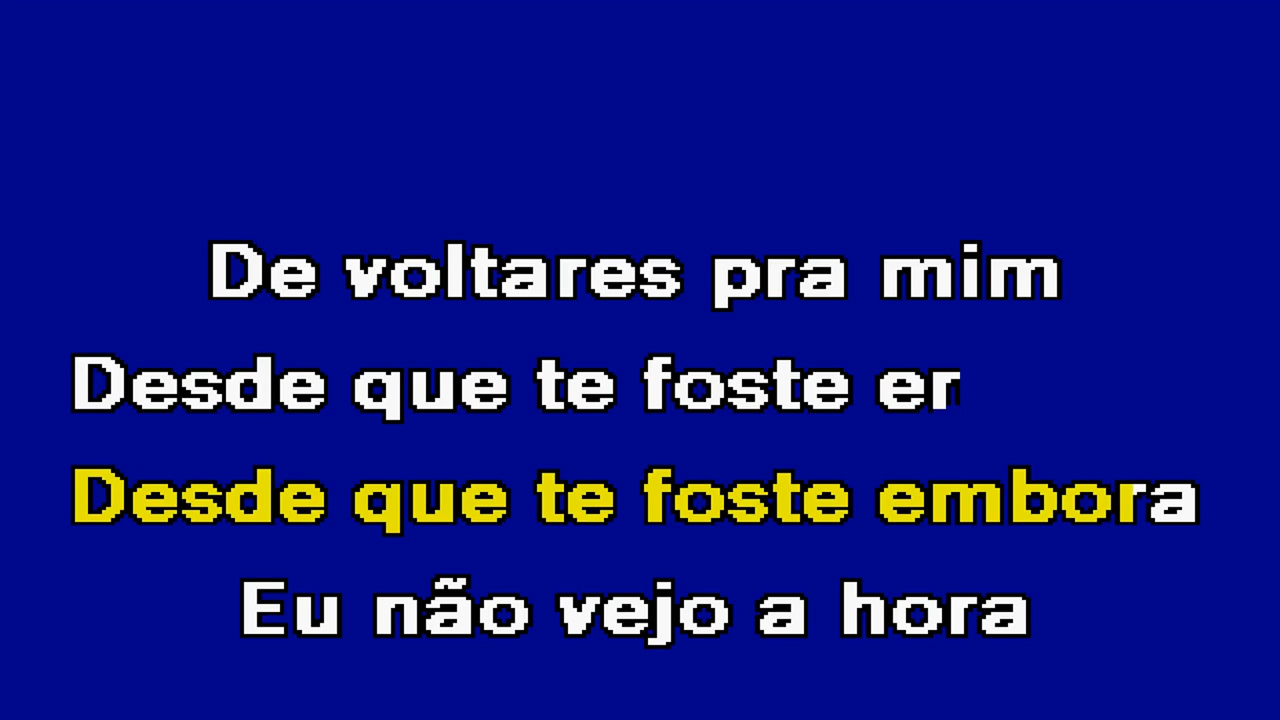 De voltares pra mim
Desde que te foste er
Desde que te foste embora
Eu não vejo a hora